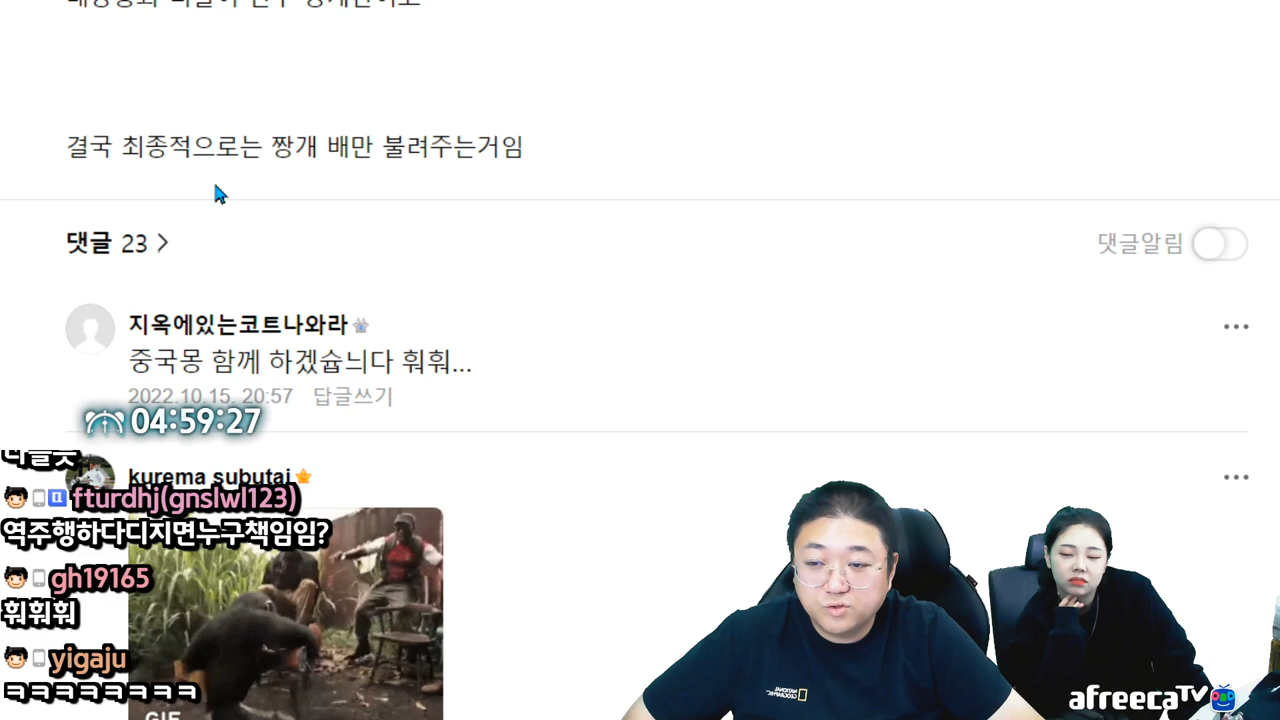 결국 최종적으로는 짱개 배만 불려주는거임
댓글 23
댓글알림
지옥에있는코트나와라
중국몽 함께 하겠슙늬다 훠훠...
2022.10.15. 20:57 답글쓰기
04:59:27
kurema subutai
fturdhj(gnslwl123)
역주행하다디지면누구책임임?
gh19165
훠훠훠
yigaju
ㅋㅋㅋㅋㅋㅋㅋㅋ
GIF
NATIONAL
GEOGRAPHIC
afreecaTV